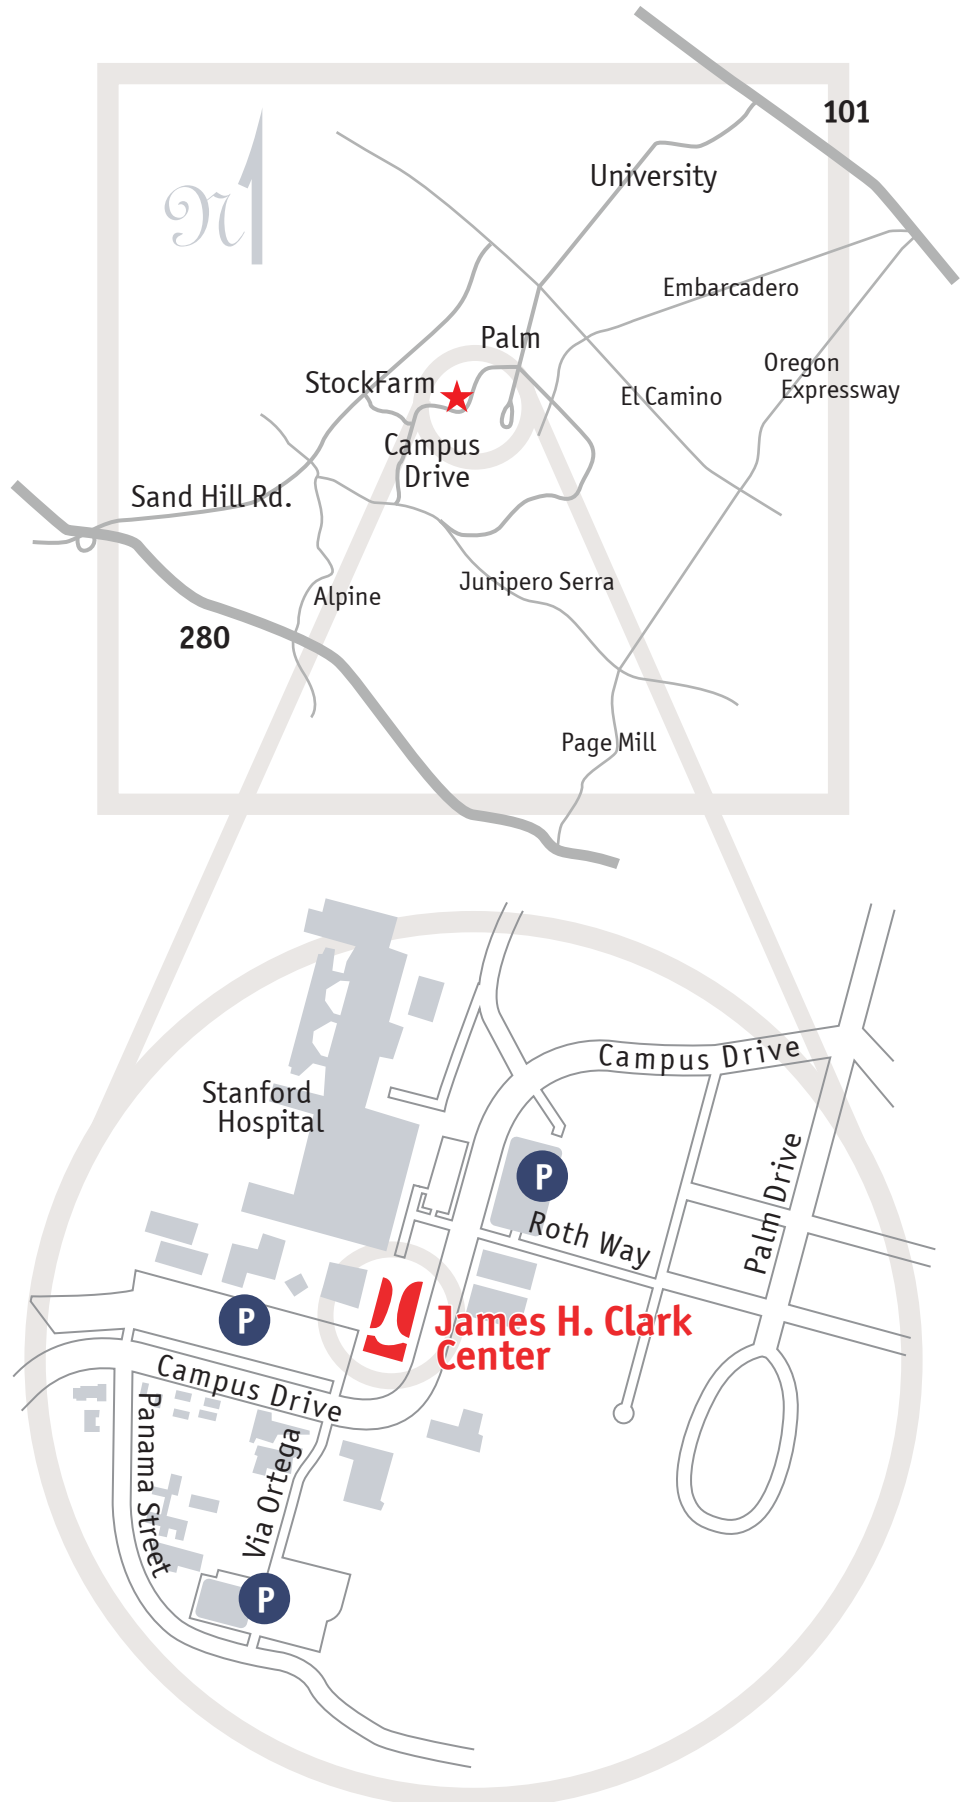 101
University
N
Embarcadero
Palm
Oregon
Expressway
StockFarm
El Camino
Campus
Drive
Sand Hill Rd.
Junipero Serra
Alpine
280
Page Mill
Campus Drive
Stanford
Hospital
P
Palm Drive
Roth Way
P
James H. Clark
Center
Campus Drive
Panama Street
Via Ortega
P